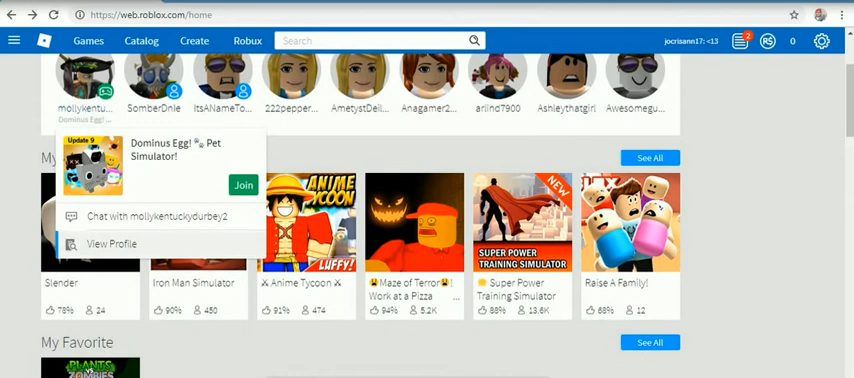 https://web.roblox.com/home
Games Catalog Create Robux Search jocrisann17: <13 2 R$ 0
mollykentu... SomberDnle ItsANameTo... 222pepper... AmetystDeil... Anagamer2... arlind7900 Ashleythatgirl Awesomegu...
Dominus Egg! ...
Update 9
Dominus Egg! 🐾 Pet
Simulator!
Join
Chat with mollykentuckydurbey2
View Profile
My
See All
ANIME
TYCOON
LUFFY!
NEW
SUPER POWER
TRAINING SIMULATOR
Slender
Iron Man Simulator
⚔ Anime Tycoon ⚔
😫Maze of Terror😫!
Work at a Pizza ...
🌟 Super Power
Training Simulator
Raise A Family!
78% 24
90% 450
91% 474
94% 5.2K
88% 13.6K
68% 12
My Favorite
See All
PLANTS
VS
ZOMBIES